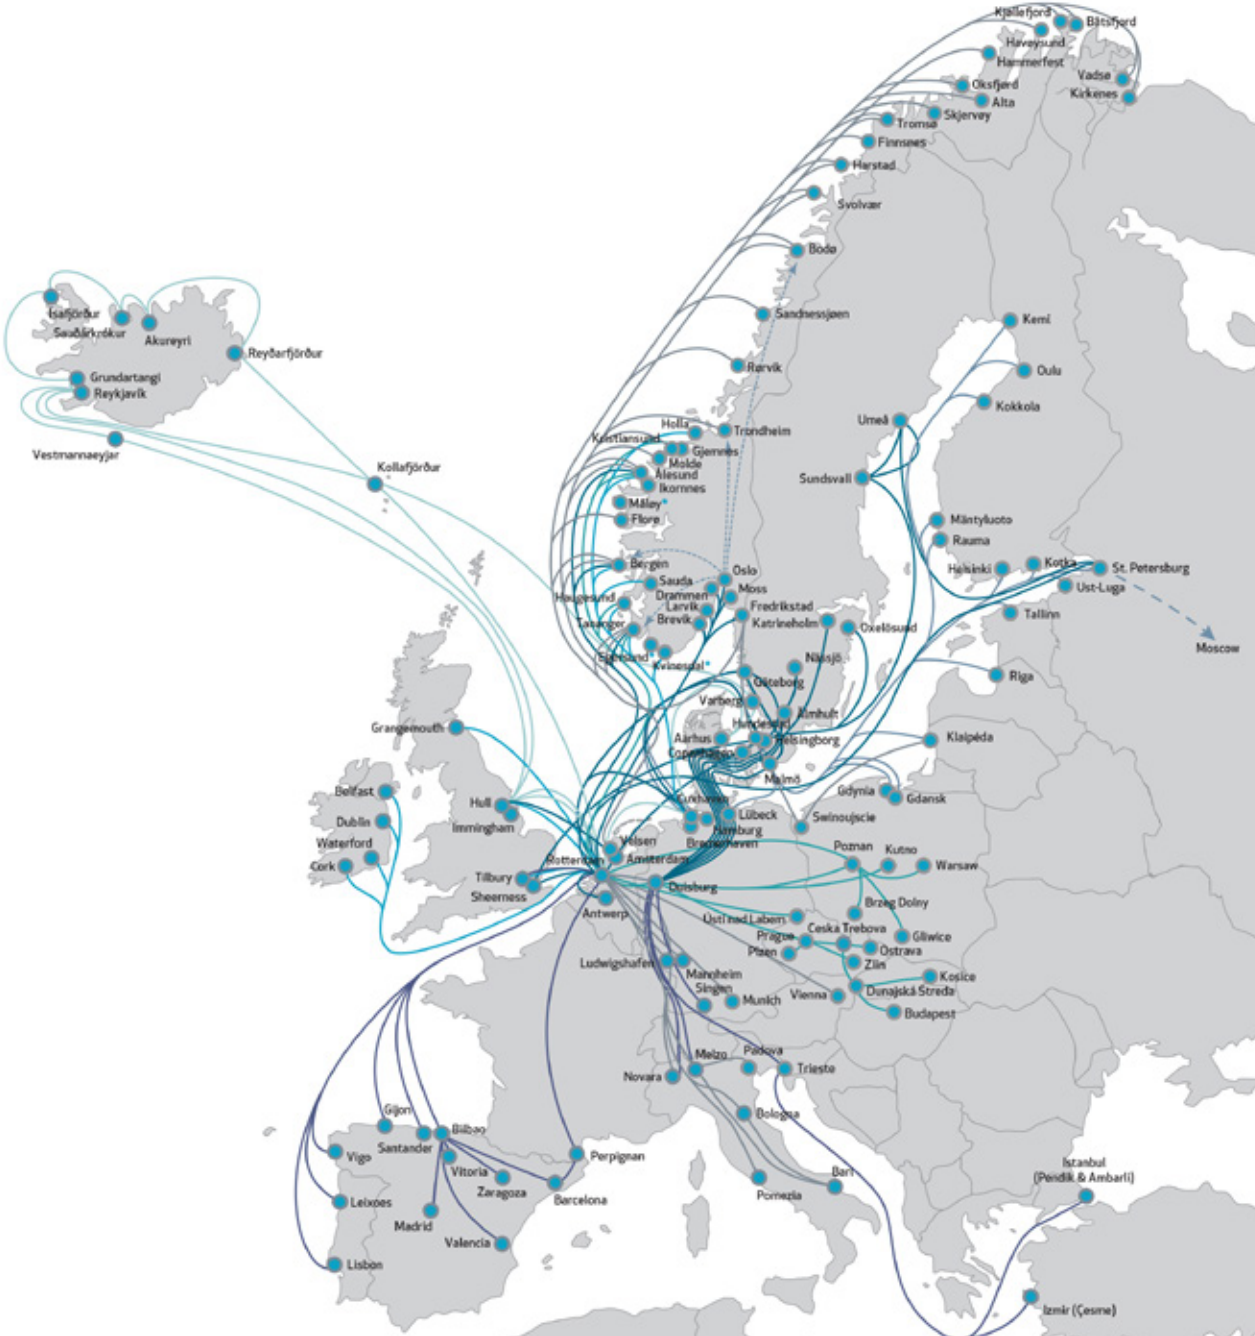 Kjøllefjord
Båtsfjord
Havøysund
Hammerfest
Vadsø
Kirkenes
Oksfjord
Alta
Skjervøy
Tromsø
Finnsnes
Harstad
Svolvær
Bodø
Sandnessjøen
Rørvik
Ísafjörður
Sauðárkrókur
Akureyri
Reyðarfjörður
Grundartangi
Reykjavík
Vestmannaeyjar
Kollafjörður
Kemi
Oulu
Kokkola
Umeå
Sundsvall
Holla
Trondheim
Kristiansund
Gjemnes
Molde
Ålesund
Ikornnes
Måløy*
Florø
Mäntyluoto
Rauma
Helsinki
Kotka
St. Petersburg
Ust-Luga
Tallinn
Moscow
Bergen
Oslo
Sauda
Drammen
Moss
Haugesund
Larvik
Fredrikstad
Brevik
Katrineholm
Oxelösund
Tananger
Egersund
Kvinesdal*
Nässjö
Riga
Göteborg
Varberg
Älmhult
Grangemouth
Aarhus
Helsingborg
Klaipėda
Copenhagen
Malmö
Belfast
Hull
Cuxhaven
Gdynia
Gdansk
Dublin
Immingham
Lübeck
Swinoujscie
Hamburg
Waterford
Velsen
Bremerhaven
Poznan
Kutno
Cork
Rotterdam
Amsterdam
Warsaw
Tilbury
Duisburg
Sheerness
Antwerp
Brzeg Dolny
Ústí nad Labem
Prague
Ceska Trebova
Gliwice
Plzen
Ostrava
Ludwigshafen
Mannheim
Zlin
Kosice
Singen
Munich
Vienna
Dunajská Streda
Budapest
Melzo
Padova
Novara
Trieste
Gijon
Bologna
Santander
Bilbao
Vigo
Vitoria
Perpignan
Bari
Istanbul
(Pendik & Ambarli)
Zaragoza
Barcelona
Pomezia
Leixoes
Madrid
Valencia
Lisbon
Izmir (Çesme)